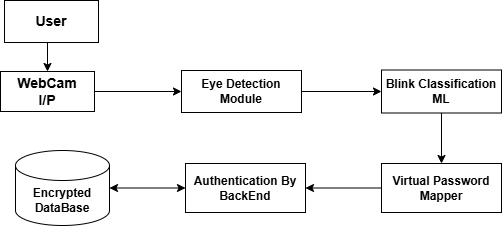 User
WebCam
I/P
Eye Detection
Module
Blink Classification
ML
Encrypted
DataBase
Authentication By
BackEnd
Virtual Password
Mapper